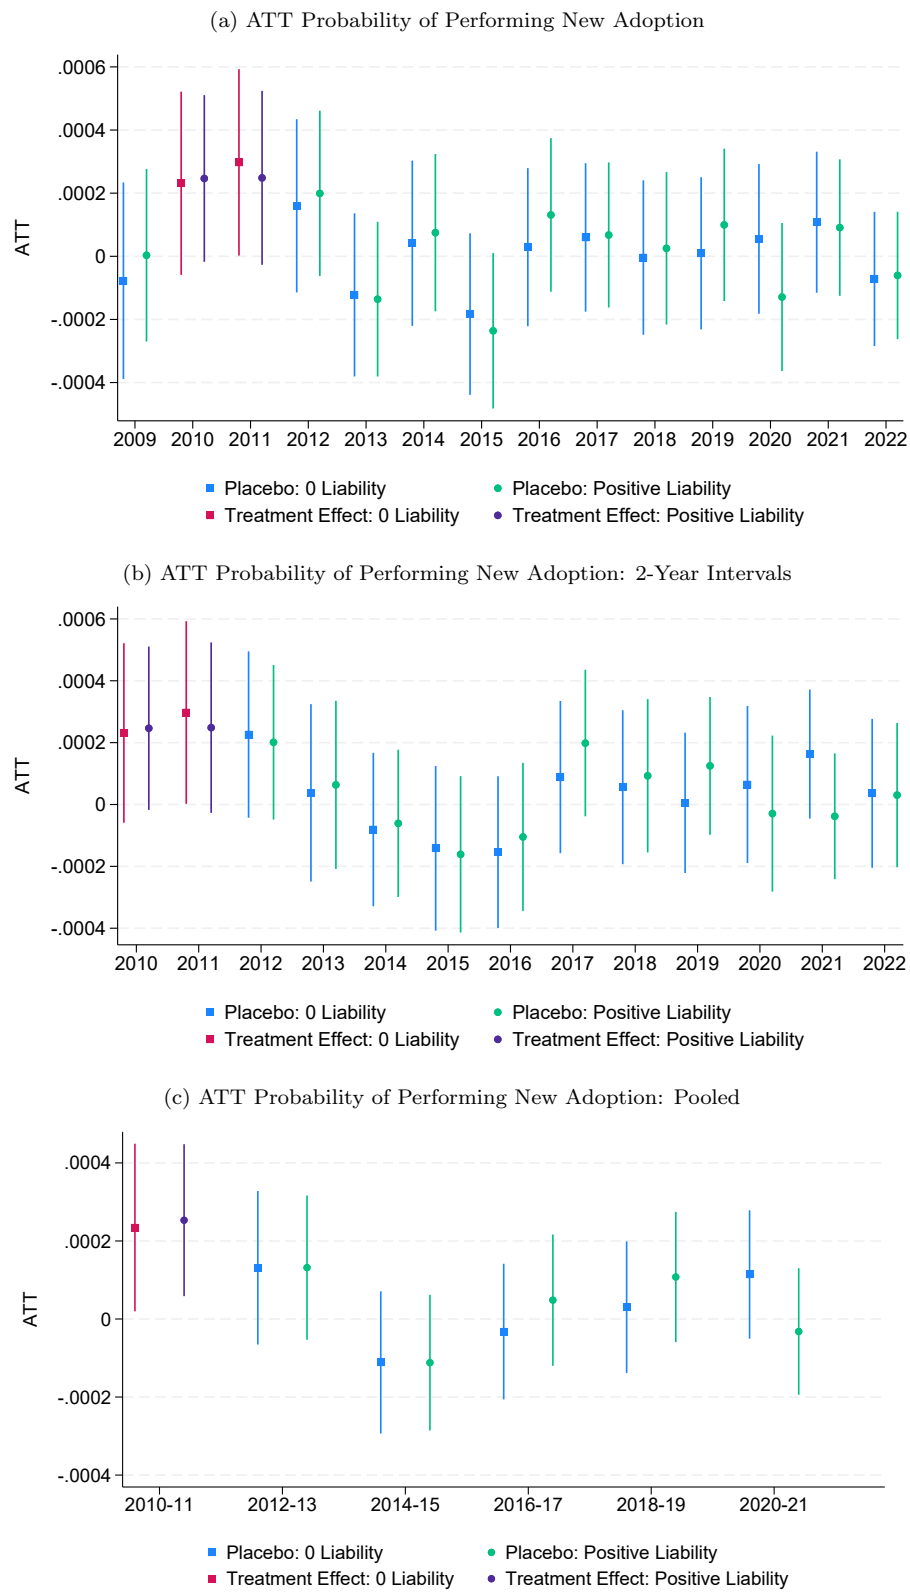 (a) ATT Probability of Performing New Adoption
.0006
.0004
.0002
0
-.0002
-.0004
ATT
2009 2010 2011 2012 2013 2014 2015 2016 2017 2018 2019 2020 2021 2022
Placebo: 0 Liability Placebo: Positive Liability
Treatment Effect: 0 Liability Treatment Effect: Positive Liability
(b) ATT Probability of Performing New Adoption: 2-Year Intervals
.0006
.0004
.0002
0
-.0002
-.0004
ATT
2010 2011 2012 2013 2014 2015 2016 2017 2018 2019 2020 2021 2022
Placebo: 0 Liability Placebo: Positive Liability
Treatment Effect: 0 Liability Treatment Effect: Positive Liability
(c) ATT Probability of Performing New Adoption: Pooled
.0004
.0002
0
-.0002
-.0004
ATT
2010-11 2012-13 2014-15 2016-17 2018-19 2020-21
Placebo: 0 Liability Placebo: Positive Liability
Treatment Effect: 0 Liability Treatment Effect: Positive Liability